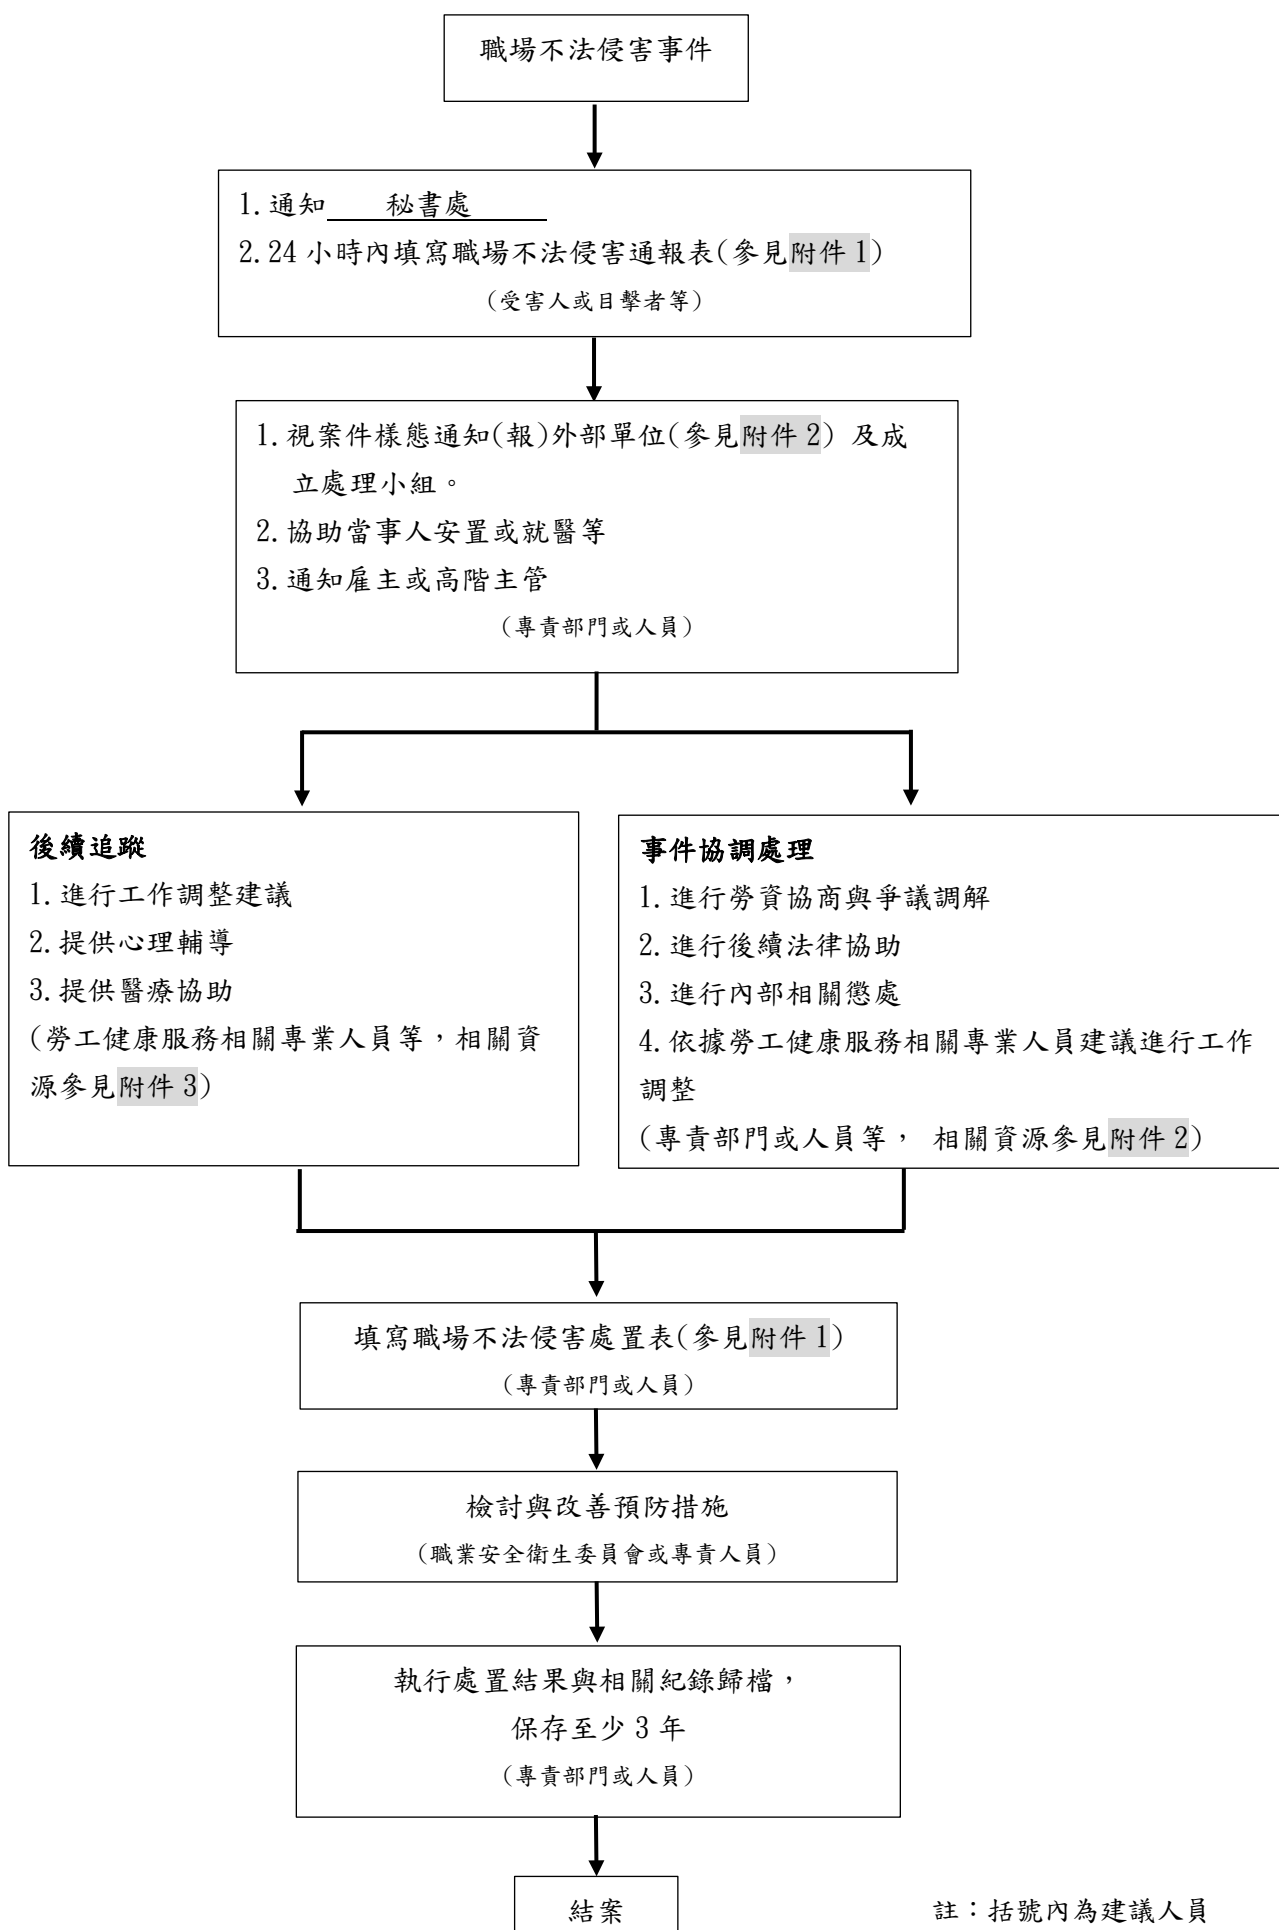 職場不法侵害事件
1.通知 秘書處
2.24 小時內填寫職場不法侵害通報表(參見附件 1)
(受害人或目擊者等)
1.視案件樣態通知(報)外部單位(參見附件 2) 及成
立處理小組。
2.協助當事人安置或就醫等
3.通知雇主或高階主管
(專責部門或人員)
後續追蹤
1.進行工作調整建議
2.提供心理輔導
3.提供醫療協助
(勞工健康服務相關專業人員等，相關資
源參見附件 3)
事件協調處理
1.進行勞資協商與爭議調解
2.進行後續法律協助
3.進行內部相關懲處
4.依據勞工健康服務相關專業人員建議進行工作
調整
(專責部門或人員等， 相關資源參見附件 2)
填寫職場不法侵害處置表(參見附件 1)
(專責部門或人員)
檢討與改善預防措施
(職業安全衛生委員會或專責人員)
執行處置結果與相關紀錄歸檔，
保存至少 3 年
(專責部門或人員)
結案
註：括號內為建議人員